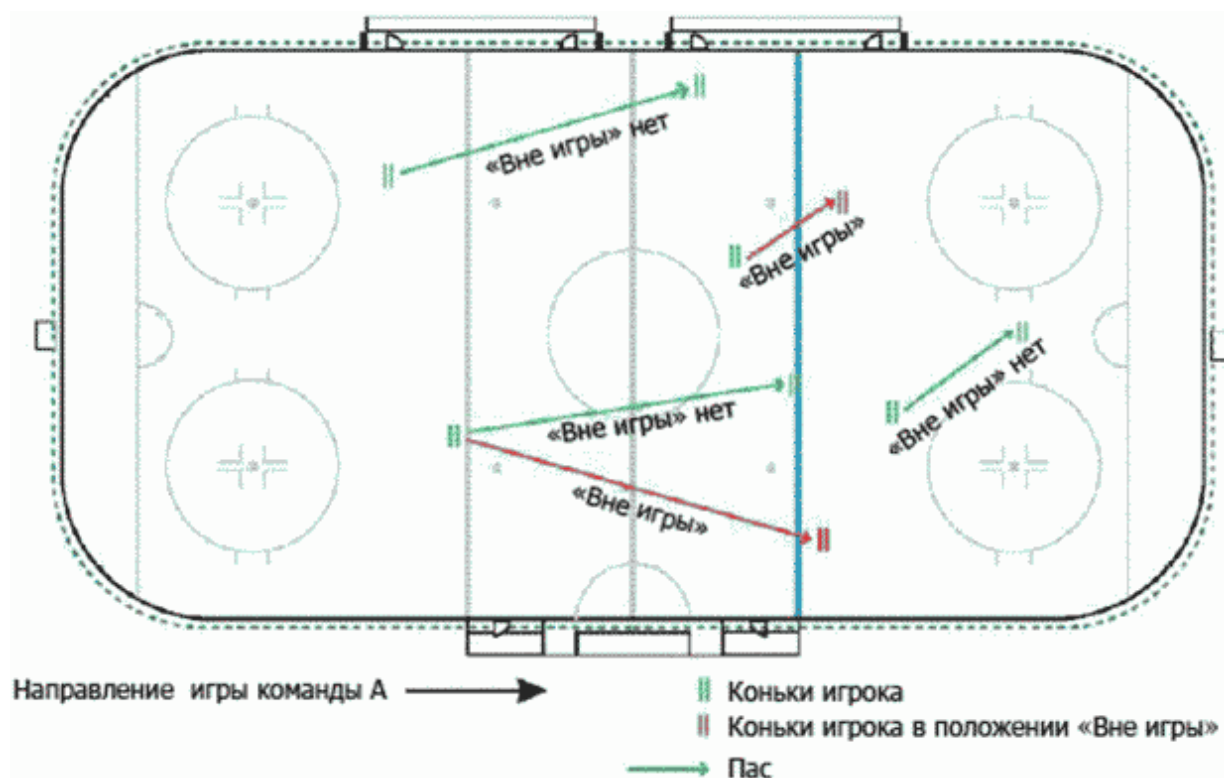 «Вне игры» нет
«Вне игры»
«Вне игры» нет
«Вне игры» нет
«Вне игры»
Направление игры команды А
Коньки игрока
Коньки игрока в положении «Вне игры»
Пас